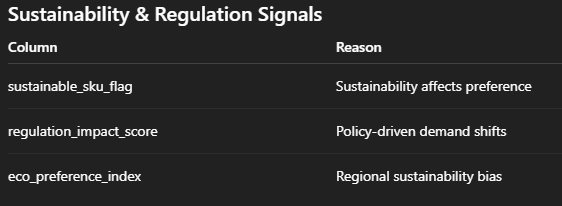 Sustainability & Regulation Signals
Column Reason
sustainable_sku_flag Sustainability affects preference
regulation_impact_score Policy-driven demand shifts
eco_preference_index Regional sustainability bias